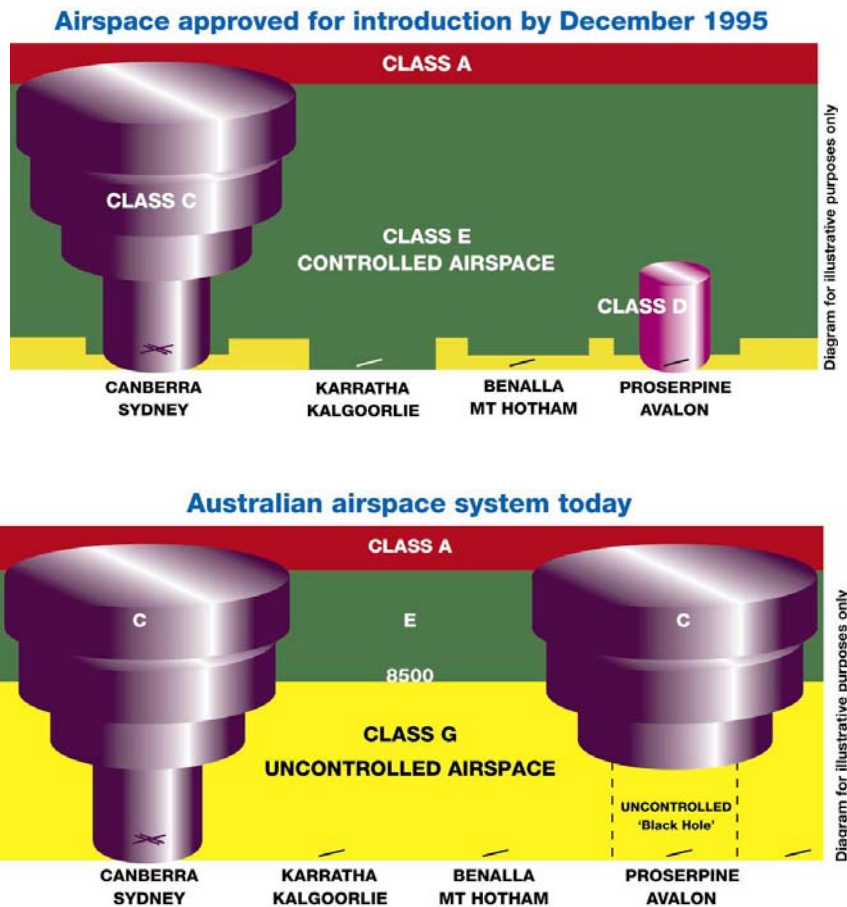 Airspace approved for introduction by December 1995
CLASS A
CLASS C
CLASS E
CONTROLLED AIRSPACE
CLASS D
CANBERRA
SYDNEY
KARRATHA
KALGOORLIE
BENALLA
MT HOTHAM
PROSERPINE
AVALON
Diagram for illustrative purposes only
Australian airspace system today
CLASS A
C
E
C
8500
CLASS G
UNCONTROLLED AIRSPACE
UNCONTROLLED
'Black Hole'
CANBERRA
SYDNEY
KARRATHA
KALGOORLIE
BENALLA
MT HOTHAM
PROSERPINE
AVALON
Diagram for illustrative purposes only